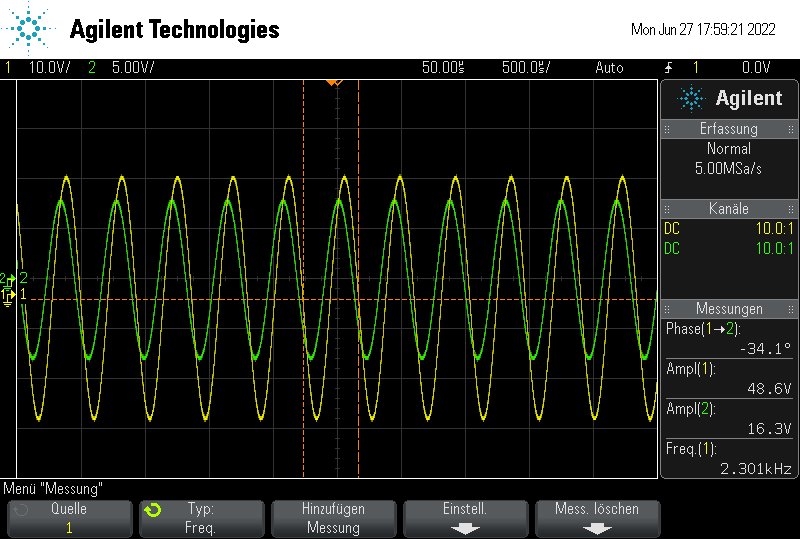 Agilent Technologies
Mon Jun 27 17:59:21 2022
1 10.0V/ 2 5.00V/ 50.00µs 500.0µs/ Auto 1 0.0V
Agilent
Erfassung
Normal
5.00MSa/s
Kanäle
DC 10.0:1
DC 10.0:1
2
1
Messungen
Phase(1→2):
-34.1°
Ampl(1):
48.6V
Ampl(2):
16.3V
Freq.(1):
2.301kHz
Menü "Messung"
Quelle
1
Typ:
Freq.
Hinzufügen
Messung
Einstell.
Mess. löschen